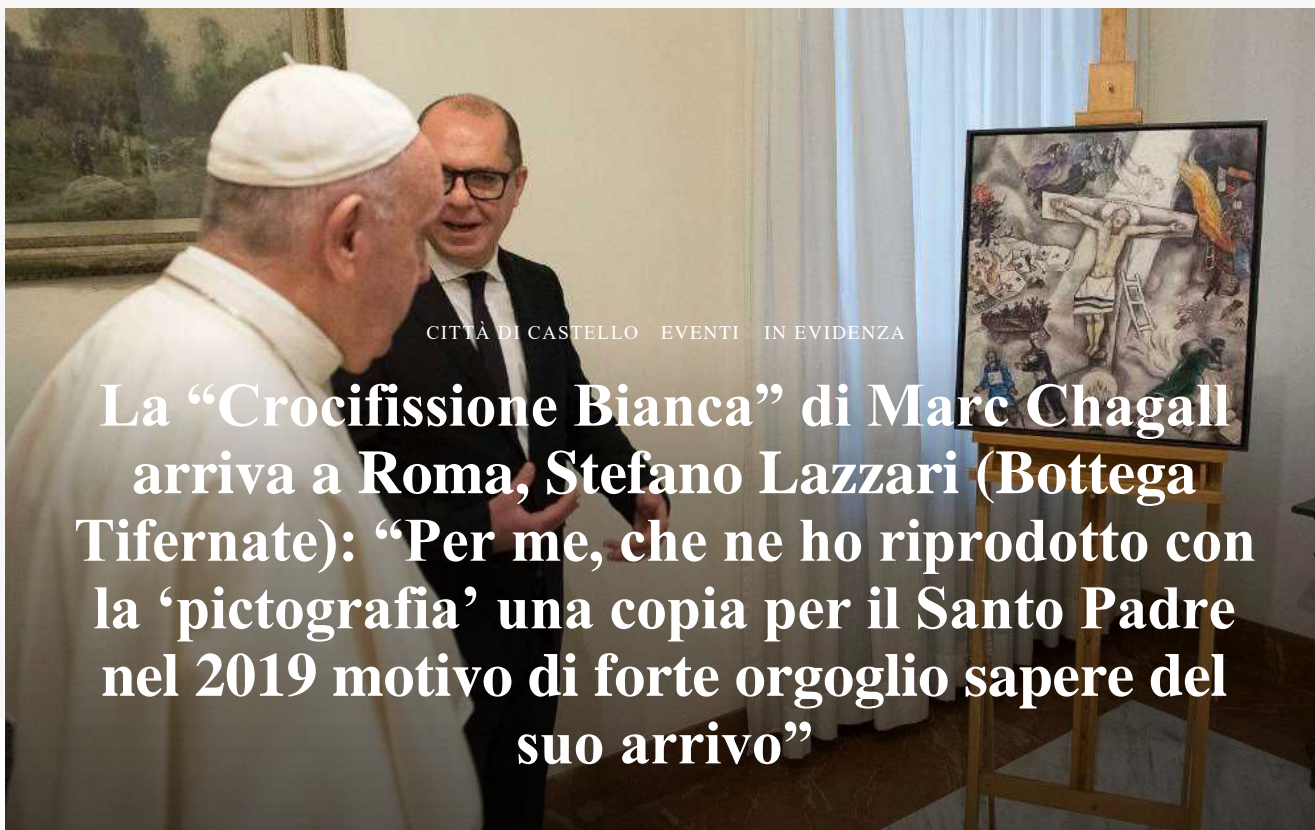 CITTÀ DI CASTELLO EVENTI IN EVIDENZA
La “Crocifissione Bianca” di Marc Chagall
arriva a Roma, Stefano Lazzari (Bottega
Tifernate): “Per me, che ne ho riprodotto con
la ‘pictografia’ una copia per il Santo Padre
nel 2019 motivo di forte orgoglio sapere del
suo arrivo”